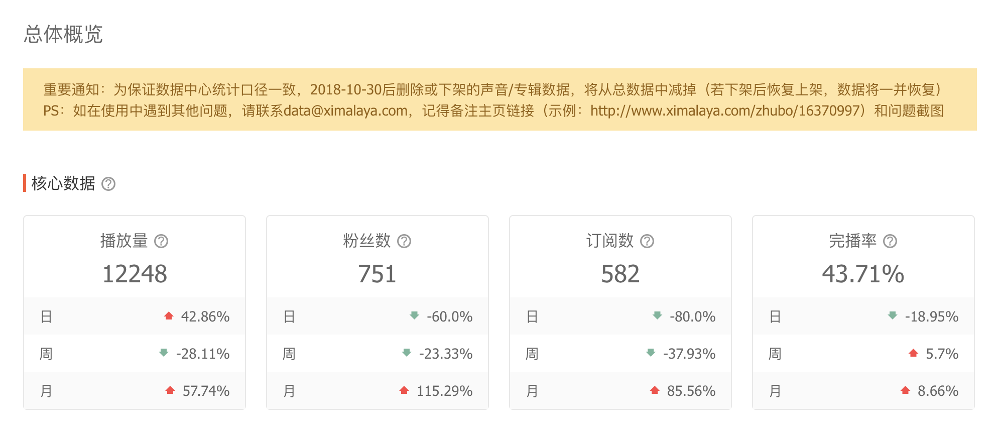 总体概览
重要通知：为保证数据中心统计口径一致，2018-10-30后删除或下架的声音/专辑数据，将从总数据中减掉（若下架后恢复上架，数据将一并恢复）
PS：如在使用中遇到其他问题，请联系data@ximalaya.com，记得备注主页链接（示例：http://www.ximalaya.com/zhubo/16370997）和问题截图
核心数据 ?
播放量 ?
12248
日 42.86%
周 -28.11%
月 57.74%
粉丝数 ?
751
日 -60.0%
周 -23.33%
月 115.29%
订阅数 ?
582
日 -80.0%
周 -37.93%
月 85.56%
完播率 ?
43.71%
日 -18.95%
周 5.7%
月 8.66%